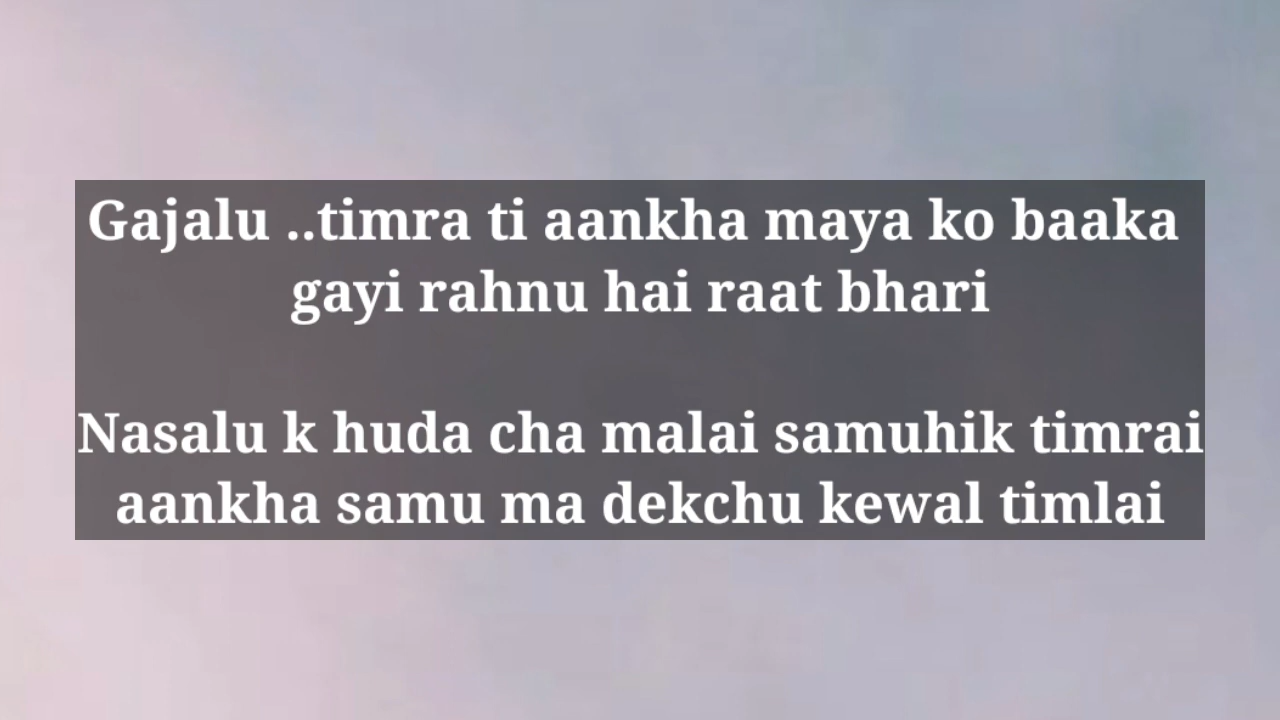 Gajalu ..timra ti aankha maya ko baaka
gayi rahnu hai raat bhari
Nasalu k huda cha malai samuhik timrai
aankha samu ma dekchu kewal timlai